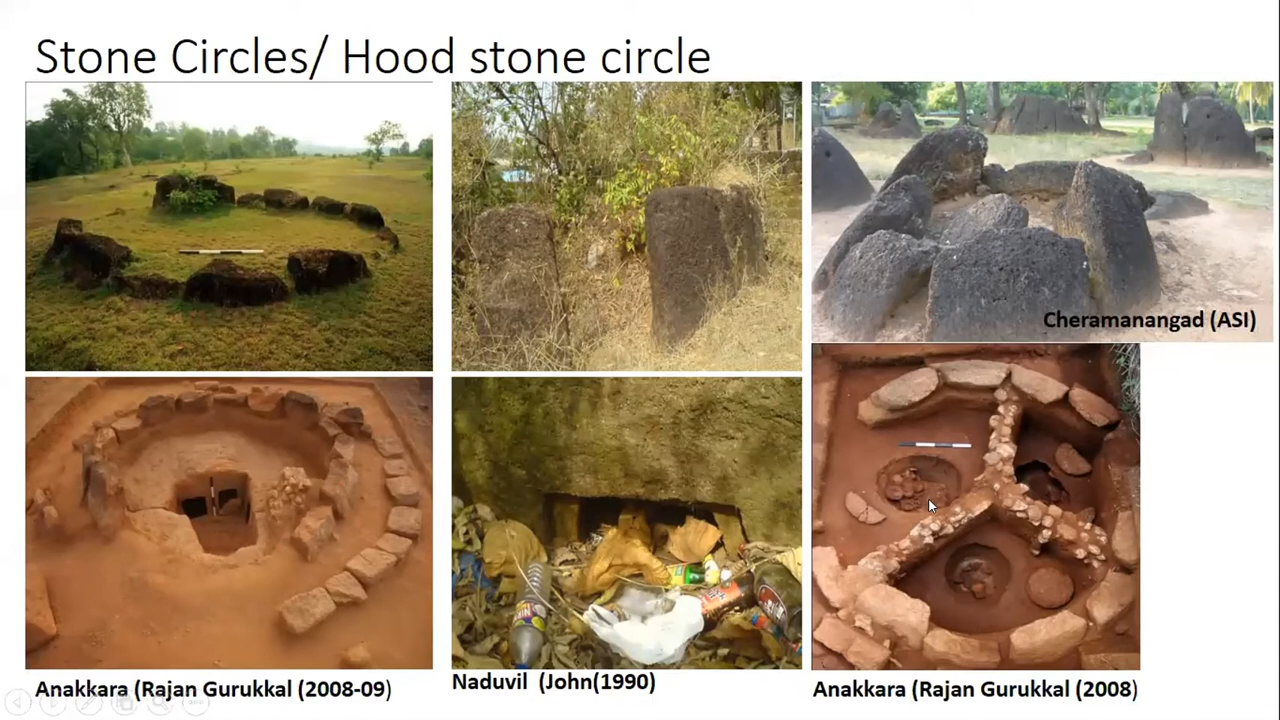 Stone Circles/ Hood stone circle
Cheramanangad (ASI)
Anakkara (Rajan Gurukkal (2008-09)
Naduvil  (John(1990)
Anakkara (Rajan Gurukkal (2008)